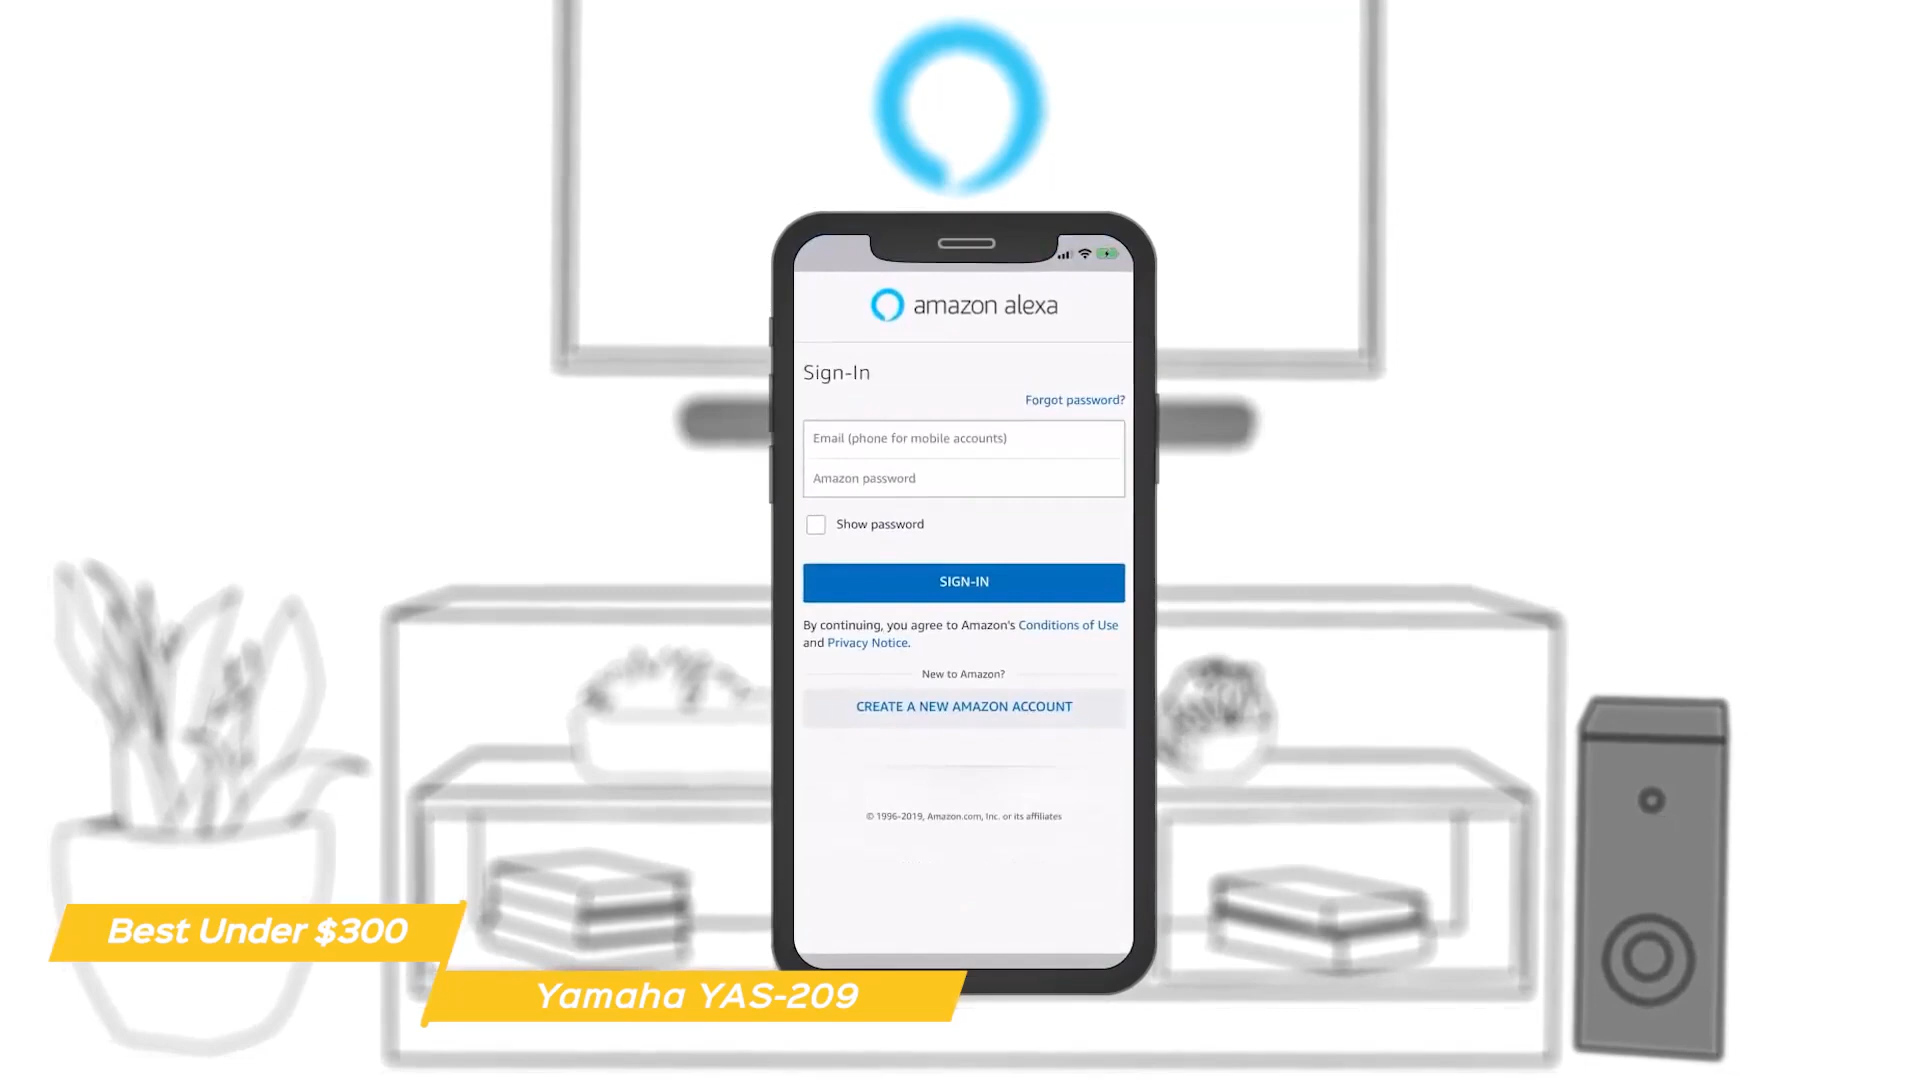 amazon alexa
Sign-In
Forgot password?
Email (phone for mobile accounts)
Amazon password
Show password
SIGN-IN
By continuing, you agree to Amazon's Conditions of Use
and Privacy Notice.
New to Amazon?
CREATE A NEW AMAZON ACCOUNT
© 1996-2019, Amazon.com, Inc. or its affiliates
Best Under $300
Yamaha YAS-209